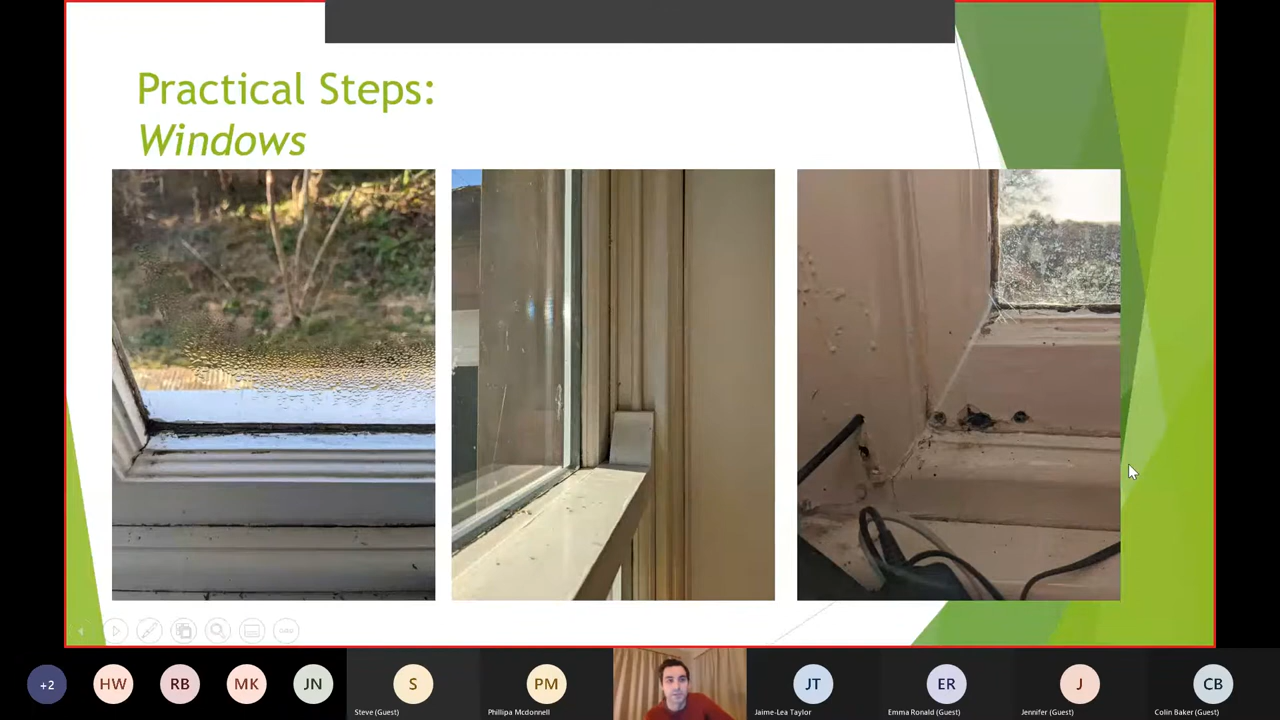 Practical Steps:
Windows
+2
HW
RB
MK
JN
S
PM
JT
ER
J
CB
Steve (Guest)
Phillipa Mcdonnell
Jaime-Lea Taylor
Emma Ronald (Guest)
Jennifer (Guest)
Colin Baker (Guest)